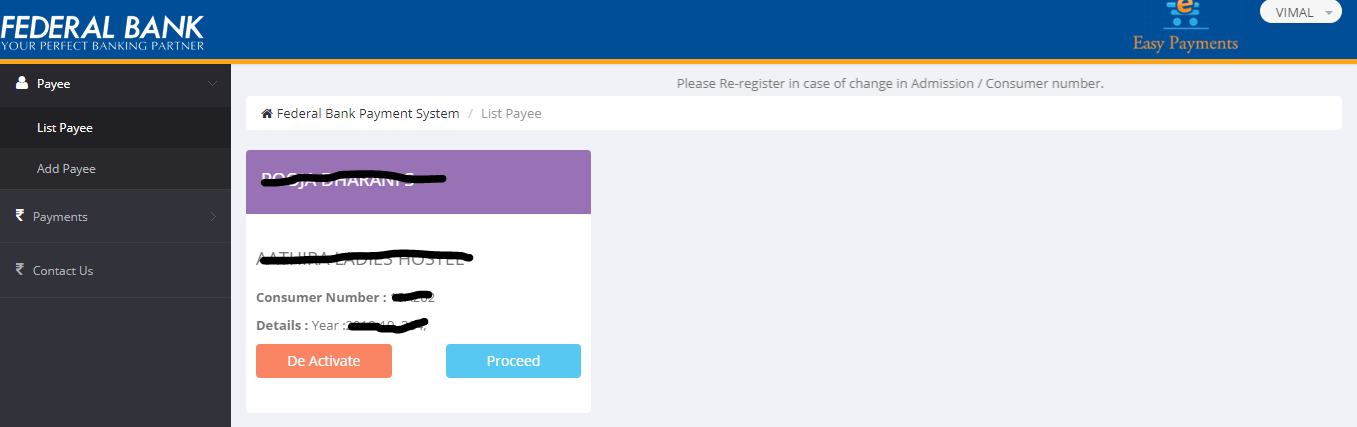 FEDERAL BANK
YOUR PERFECT BANKING PARTNER
e
Easy Payments
VIMAL
Payee
List Payee
Add Payee
₹ Payments
₹ Contact Us
Please Re-register in case of change in Admission / Consumer number.
Federal Bank Payment System / List Payee
Consumer Number :
Details : Year :
De Activate
Proceed